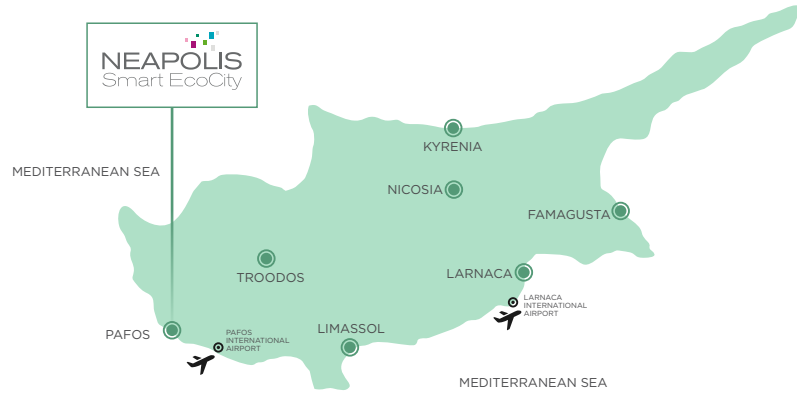 NEAPOLIS
Smart EcoCity
KYRENIA
MEDITERRANEAN SEA
NICOSIA
FAMAGUSTA
TROODOS
LARNACA
LARNACA
INTERNATIONAL
AIRPORT
PAFOS
PAFOS
INTERNATIONAL
AIRPORT
LIMASSOL
MEDITERRANEAN SEA